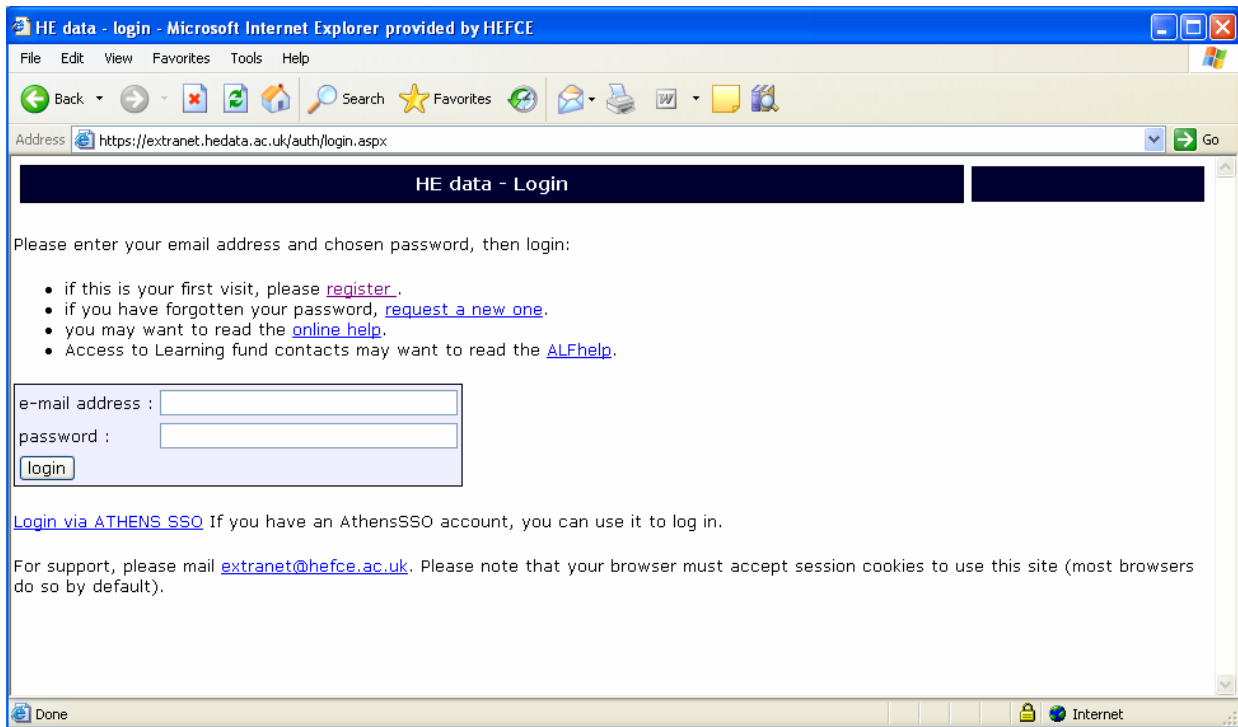 HE data - login - Microsoft Internet Explorer provided by HEFCE
File Edit View Favorites Tools Help
Back Search Favorites
Address https://extranet.hedata.ac.uk/auth/login.aspx Go
HE data - Login
Please enter your email address and chosen password, then login:
• if this is your first visit, please register .
• if you have forgotten your password, request a new one.
• you may want to read the online help.
• Access to Learning fund contacts may want to read the ALFhelp.
e-mail address :
password :
login
Login via ATHENS SSO If you have an AthensSSO account, you can use it to log in.
For support, please mail extranet@hefce.ac.uk. Please note that your browser must accept session cookies to use this site (most browsers
do so by default).
Done Internet